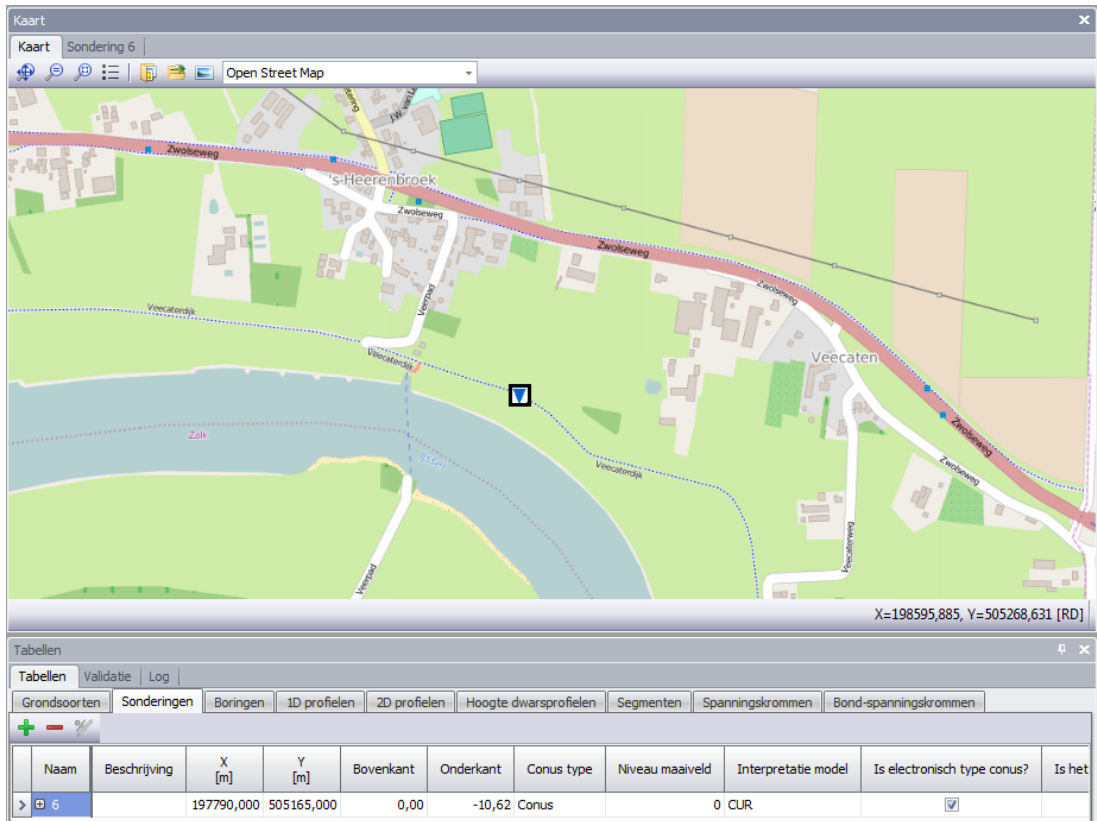 Kaart
Kaart Sondering 6
Open Street Map
etering
J.W. van Le
Zwolseweg
's-Heerenbroek
Zwolseweg
Zwolseweg
Veerpad
Veecaterdijk
Zwolseweg
Veecaterdijk
Veecaten
Zalk
IJssel
Zwolseweg
Veecaterdijk
Zwolseweg
Veecaterweg
Veerpad
X=198595,885, Y=505268,631 [RD]
Tabellen
Tabellen Validatie Log
Grondsoorten Sonderingen Boringen 1D profielen 2D profielen Hoogte dwarsprofielen Segmenten Spanningskrommen Bond-spanningskrommen
Naam Beschrijving X [m] Y [m] Bovenkant Onderkant Conus type Niveau maaiveld Interpretatie model Is electronisch type conus? Is het
6 197790,000 505165,000 0,00 -10,62 Conus 0 CUR